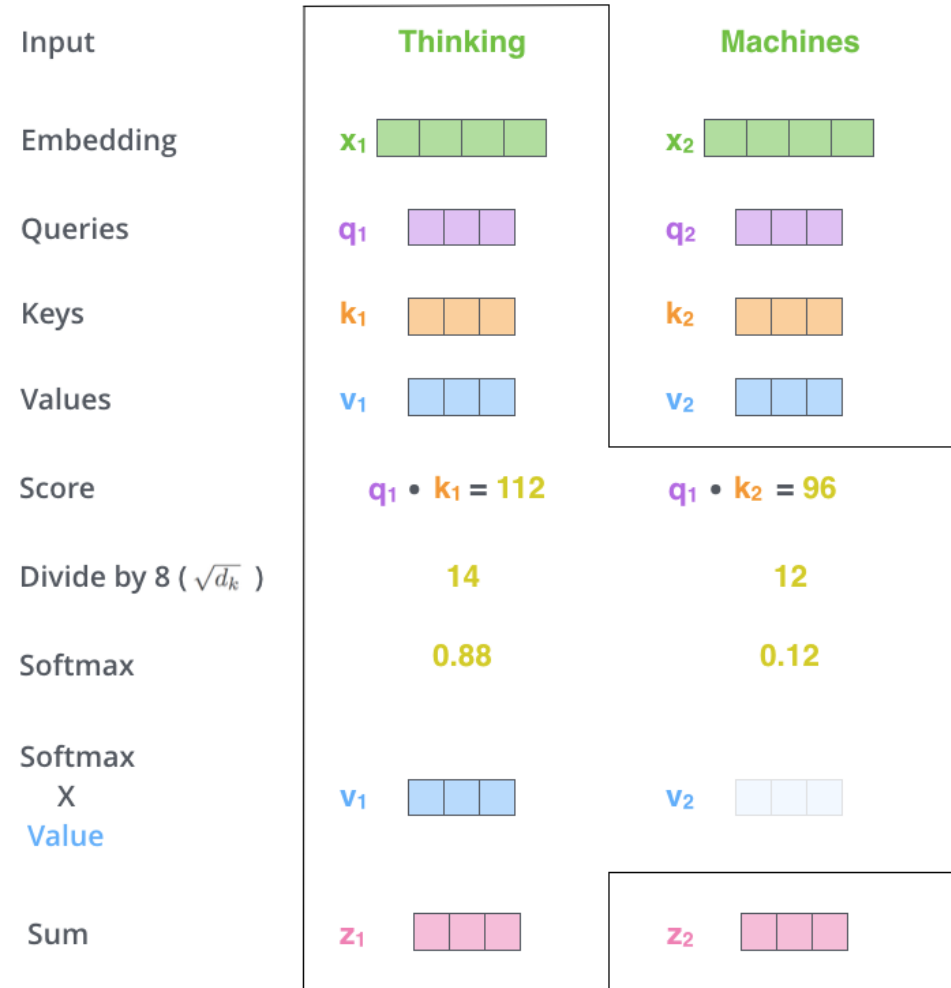 Input Thinking Machines
Embedding x₁ x₂
Queries q₁ q₂
Keys k₁ k₂
Values v₁ v₂
Score q₁ • k₁ = 112 q₁ • k₂ = 96
Divide by 8 ( √dₖ ) 14 12
Softmax 0.88 0.12
Softmax
X
Value
v₁ v₂
Sum z₁ z₂